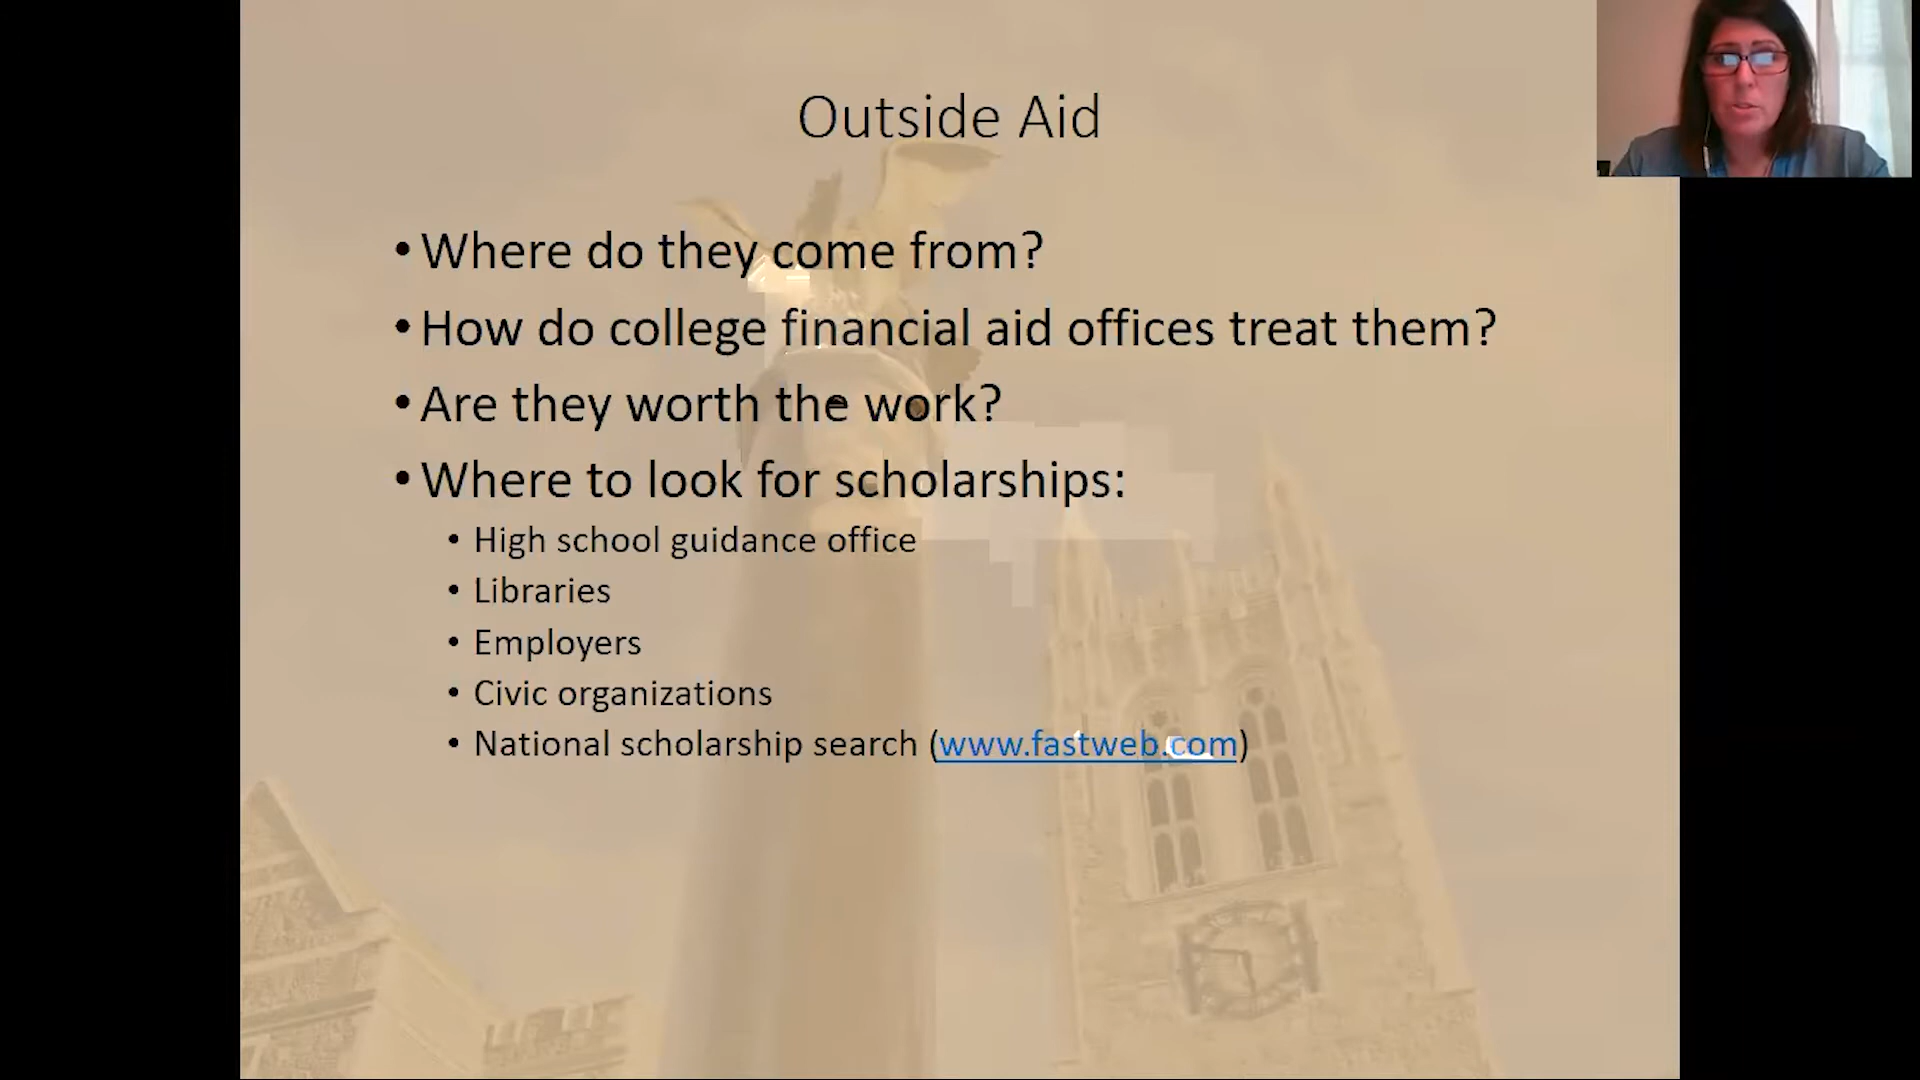 Outside Aid
• Where do they come from?
• How do college financial aid offices treat them?
• Are they worth the work?
• Where to look for scholarships:
• High school guidance office
• Libraries
• Employers
• Civic organizations
• National scholarship search (www.fastweb.com)